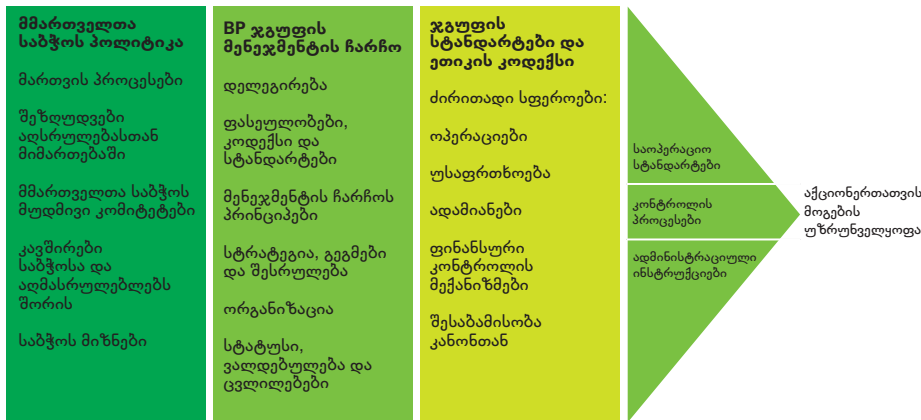 მმართველთა
საბჭოს პოლიტიკა
მართვის პროცესები
შეზღუდვები
აღსრულებასთან
მიმართებაში
მმართველთა საბჭოს
მუდმივი კომიტეტები
კავშირები
საბჭოსა და
აღმასრულებლებს
შორის
საბჭოს მიზნები
BP ჯგუფის
მენეჯმენტის ჩარჩო
დელეგირება
ფასეულობები,
კოდექსი და
სტანდარტები
მენეჯმენტის ჩარჩოს
პრინციპები
სტრატეგია, გეგმები
და შესრულება
ორგანიზაცია
სტატუსი,
ვალდებულება და
ცვლილებები
ჯგუფის
სტანდარტები და
ეთიკის კოდექსი
ძირითადი სფეროები:
ოპერაციები
უსაფრთხოება
ადამიანები
ფინანსური
კონტროლის
მექანიზმები
შესაბამისობა
კანონთან
საოპერაციო
სტანდარტები
კონტროლის
პროცესები
ადმინისტრაციული
ინსტრუქციები
აქციონერთათვის
მოგების
უზრუნველყოფა